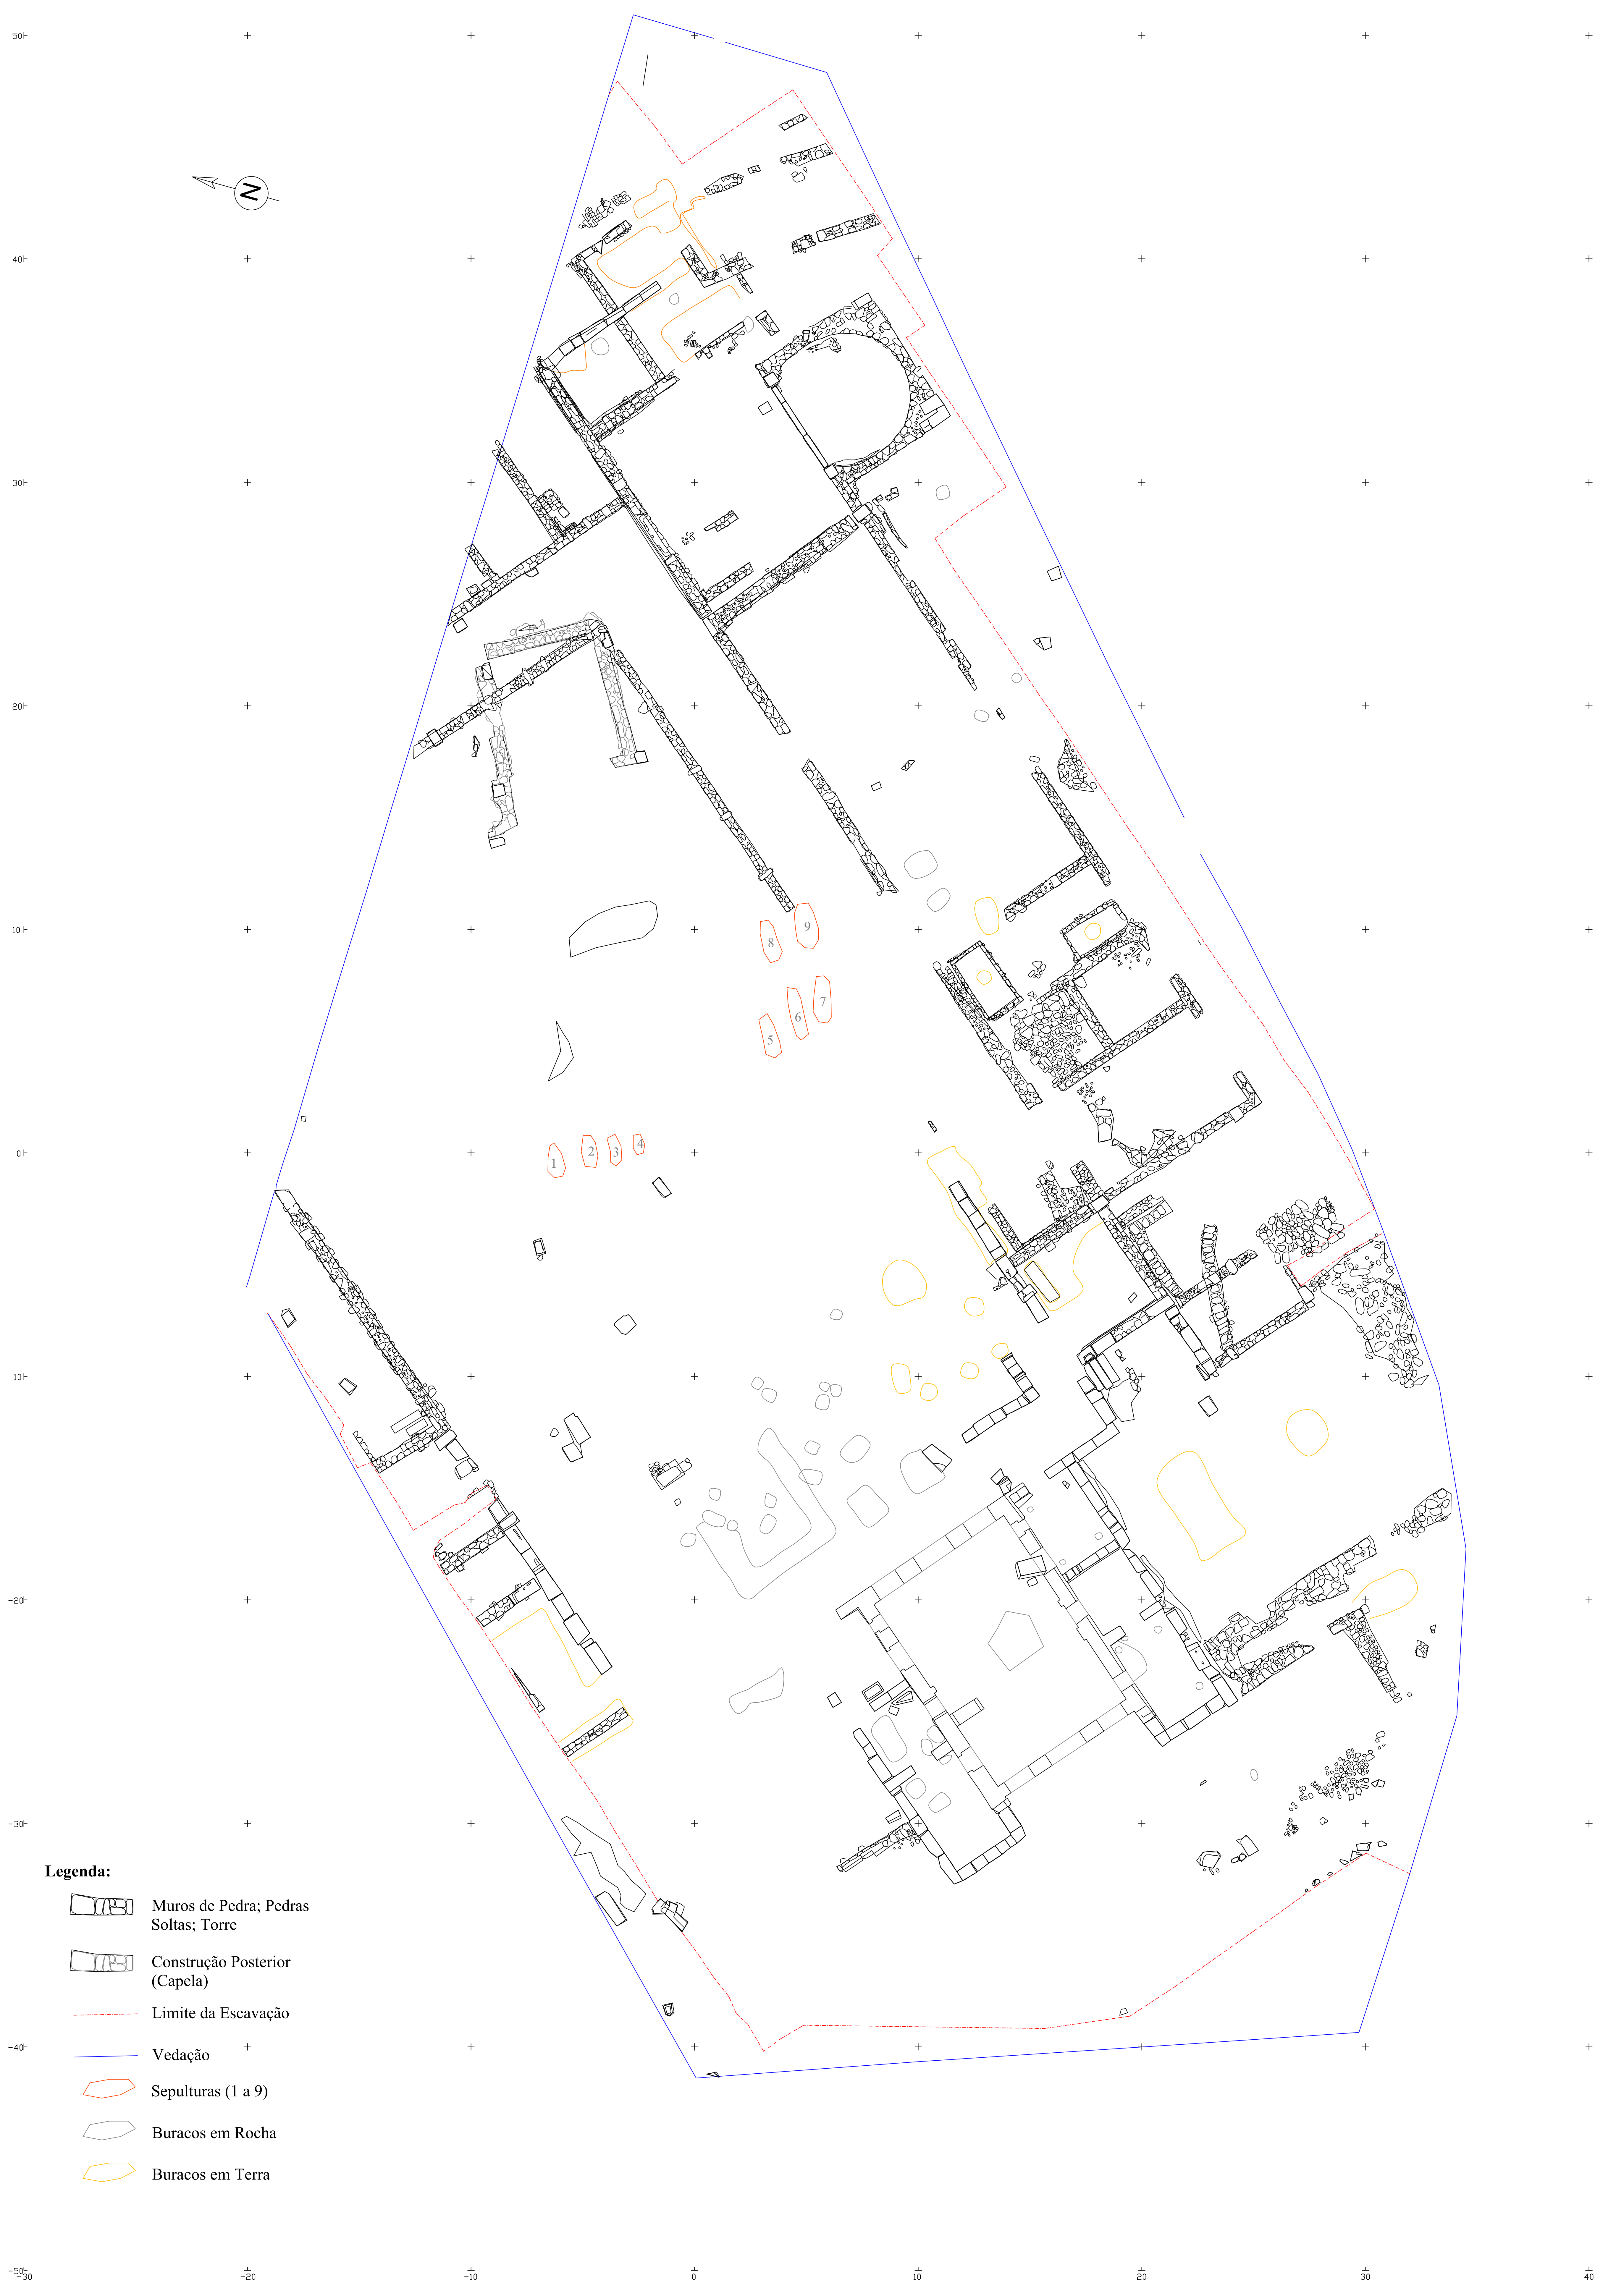 50
N
40
30
20
10
9
8
7
6
5
0
1
2
3
4
-10
-20
-30
Legenda:
Muros de Pedra; Pedras
Soltas; Torre
Construção Posterior
(Capela)
Limite da Escavação
-40
Vedação
Sepulturas (1 a 9)
Buracos em Rocha
Buracos em Terra
-50
-30 -20 -10 0 10 20 30 40